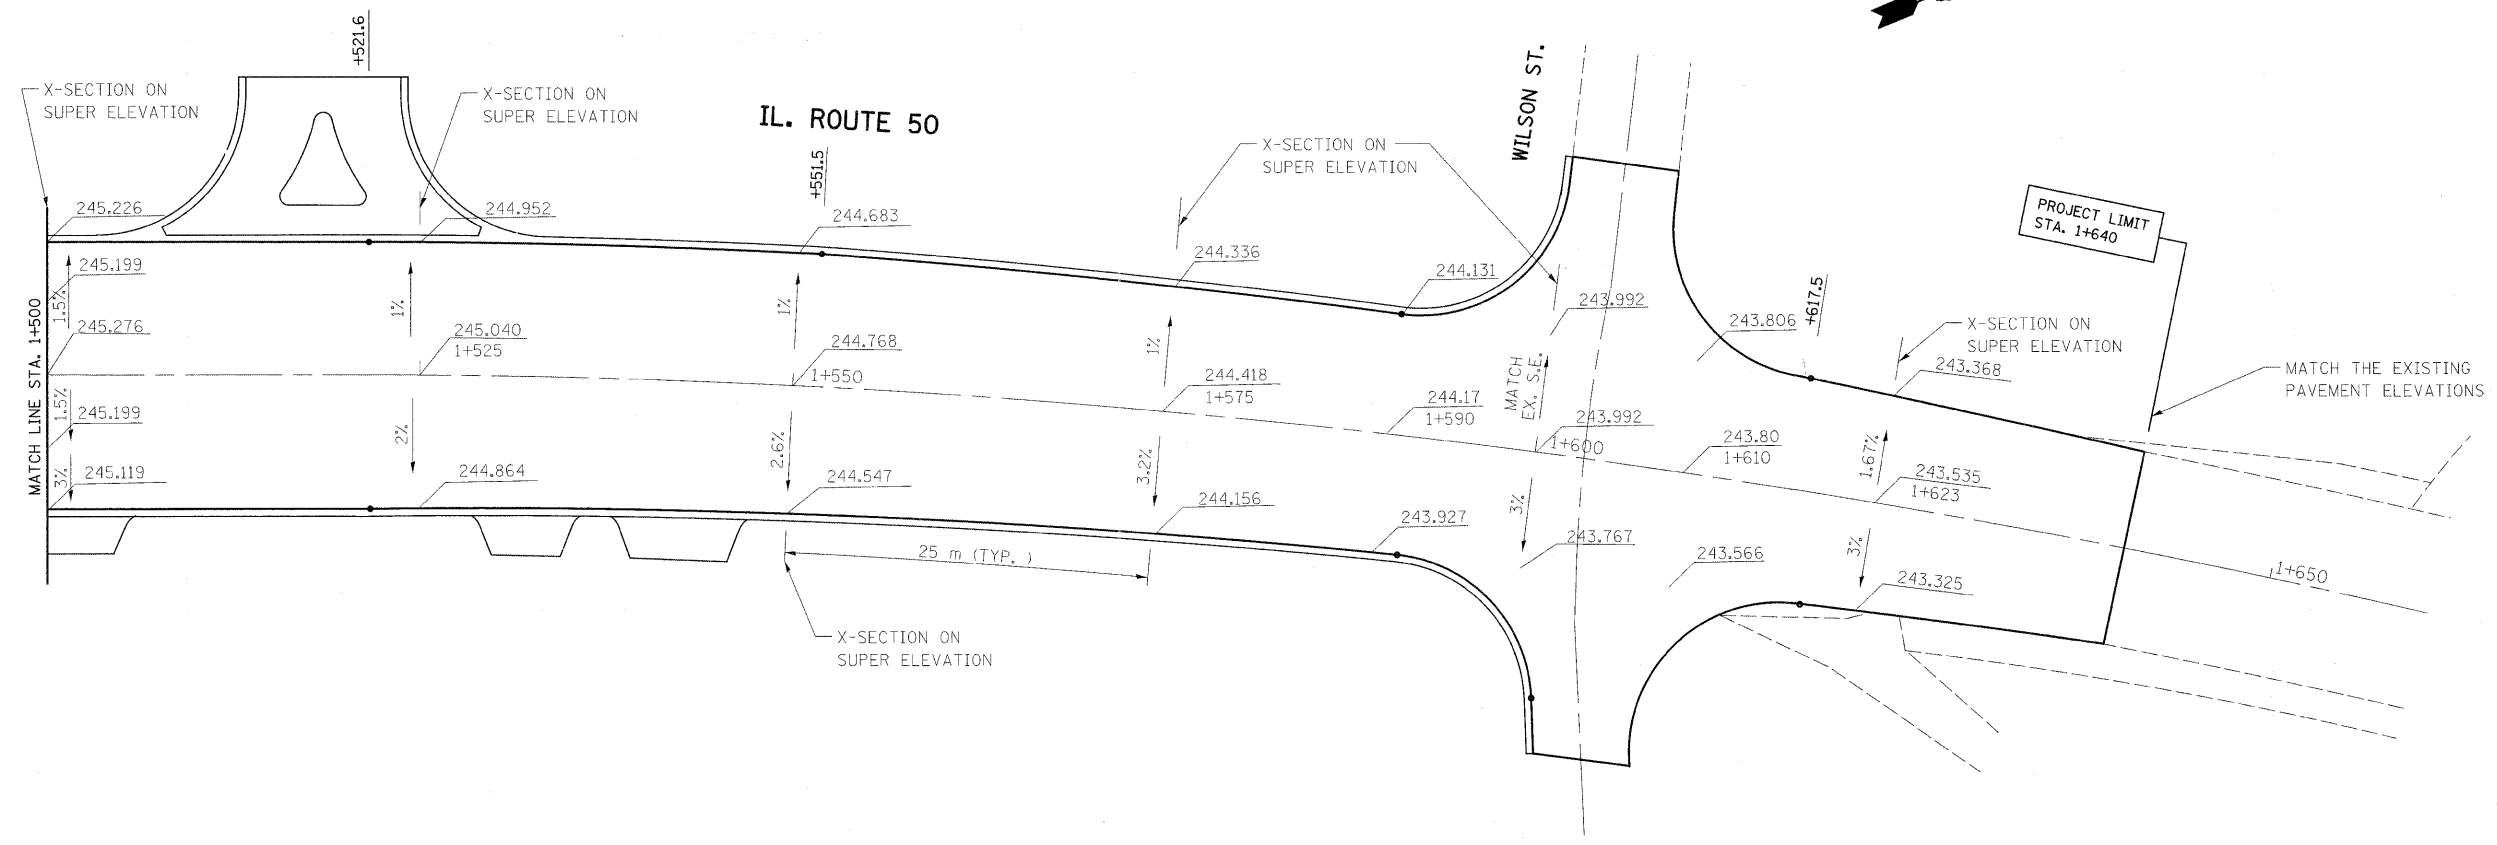 +521.6
X-SECTION ON
SUPER ELEVATION
X-SECTION ON
SUPER ELEVATION
IL. ROUTE 50
+551.5
X-SECTION ON
SUPER ELEVATION
WILSON ST.
PROJECT LIMIT
STA. 1+640
245.226
244.952
244.683
244.336
244.131
243.992
243.806
+617.5
X-SECTION ON
SUPER ELEVATION
243.368
MATCH THE EXISTING
PAVEMENT ELEVATIONS
MATCH LINE STA. 1+500
245.199
1.5%
1%
1%
1%
245.276
245.040
1+525
244.768
1+550
244.418
1+575
244.17
1+590
MATCH
EX. S.E.
243.992
1+600
243.80
1+610
1.67%
243.535
1+623
1.5%
245.199
2%
2.6%
3.2%
3%
3%
3%
245.119
244.864
244.547
244.156
243.927
243.767
243.566
243.325
1+650
25 m (TYP. )
X-SECTION ON
SUPER ELEVATION